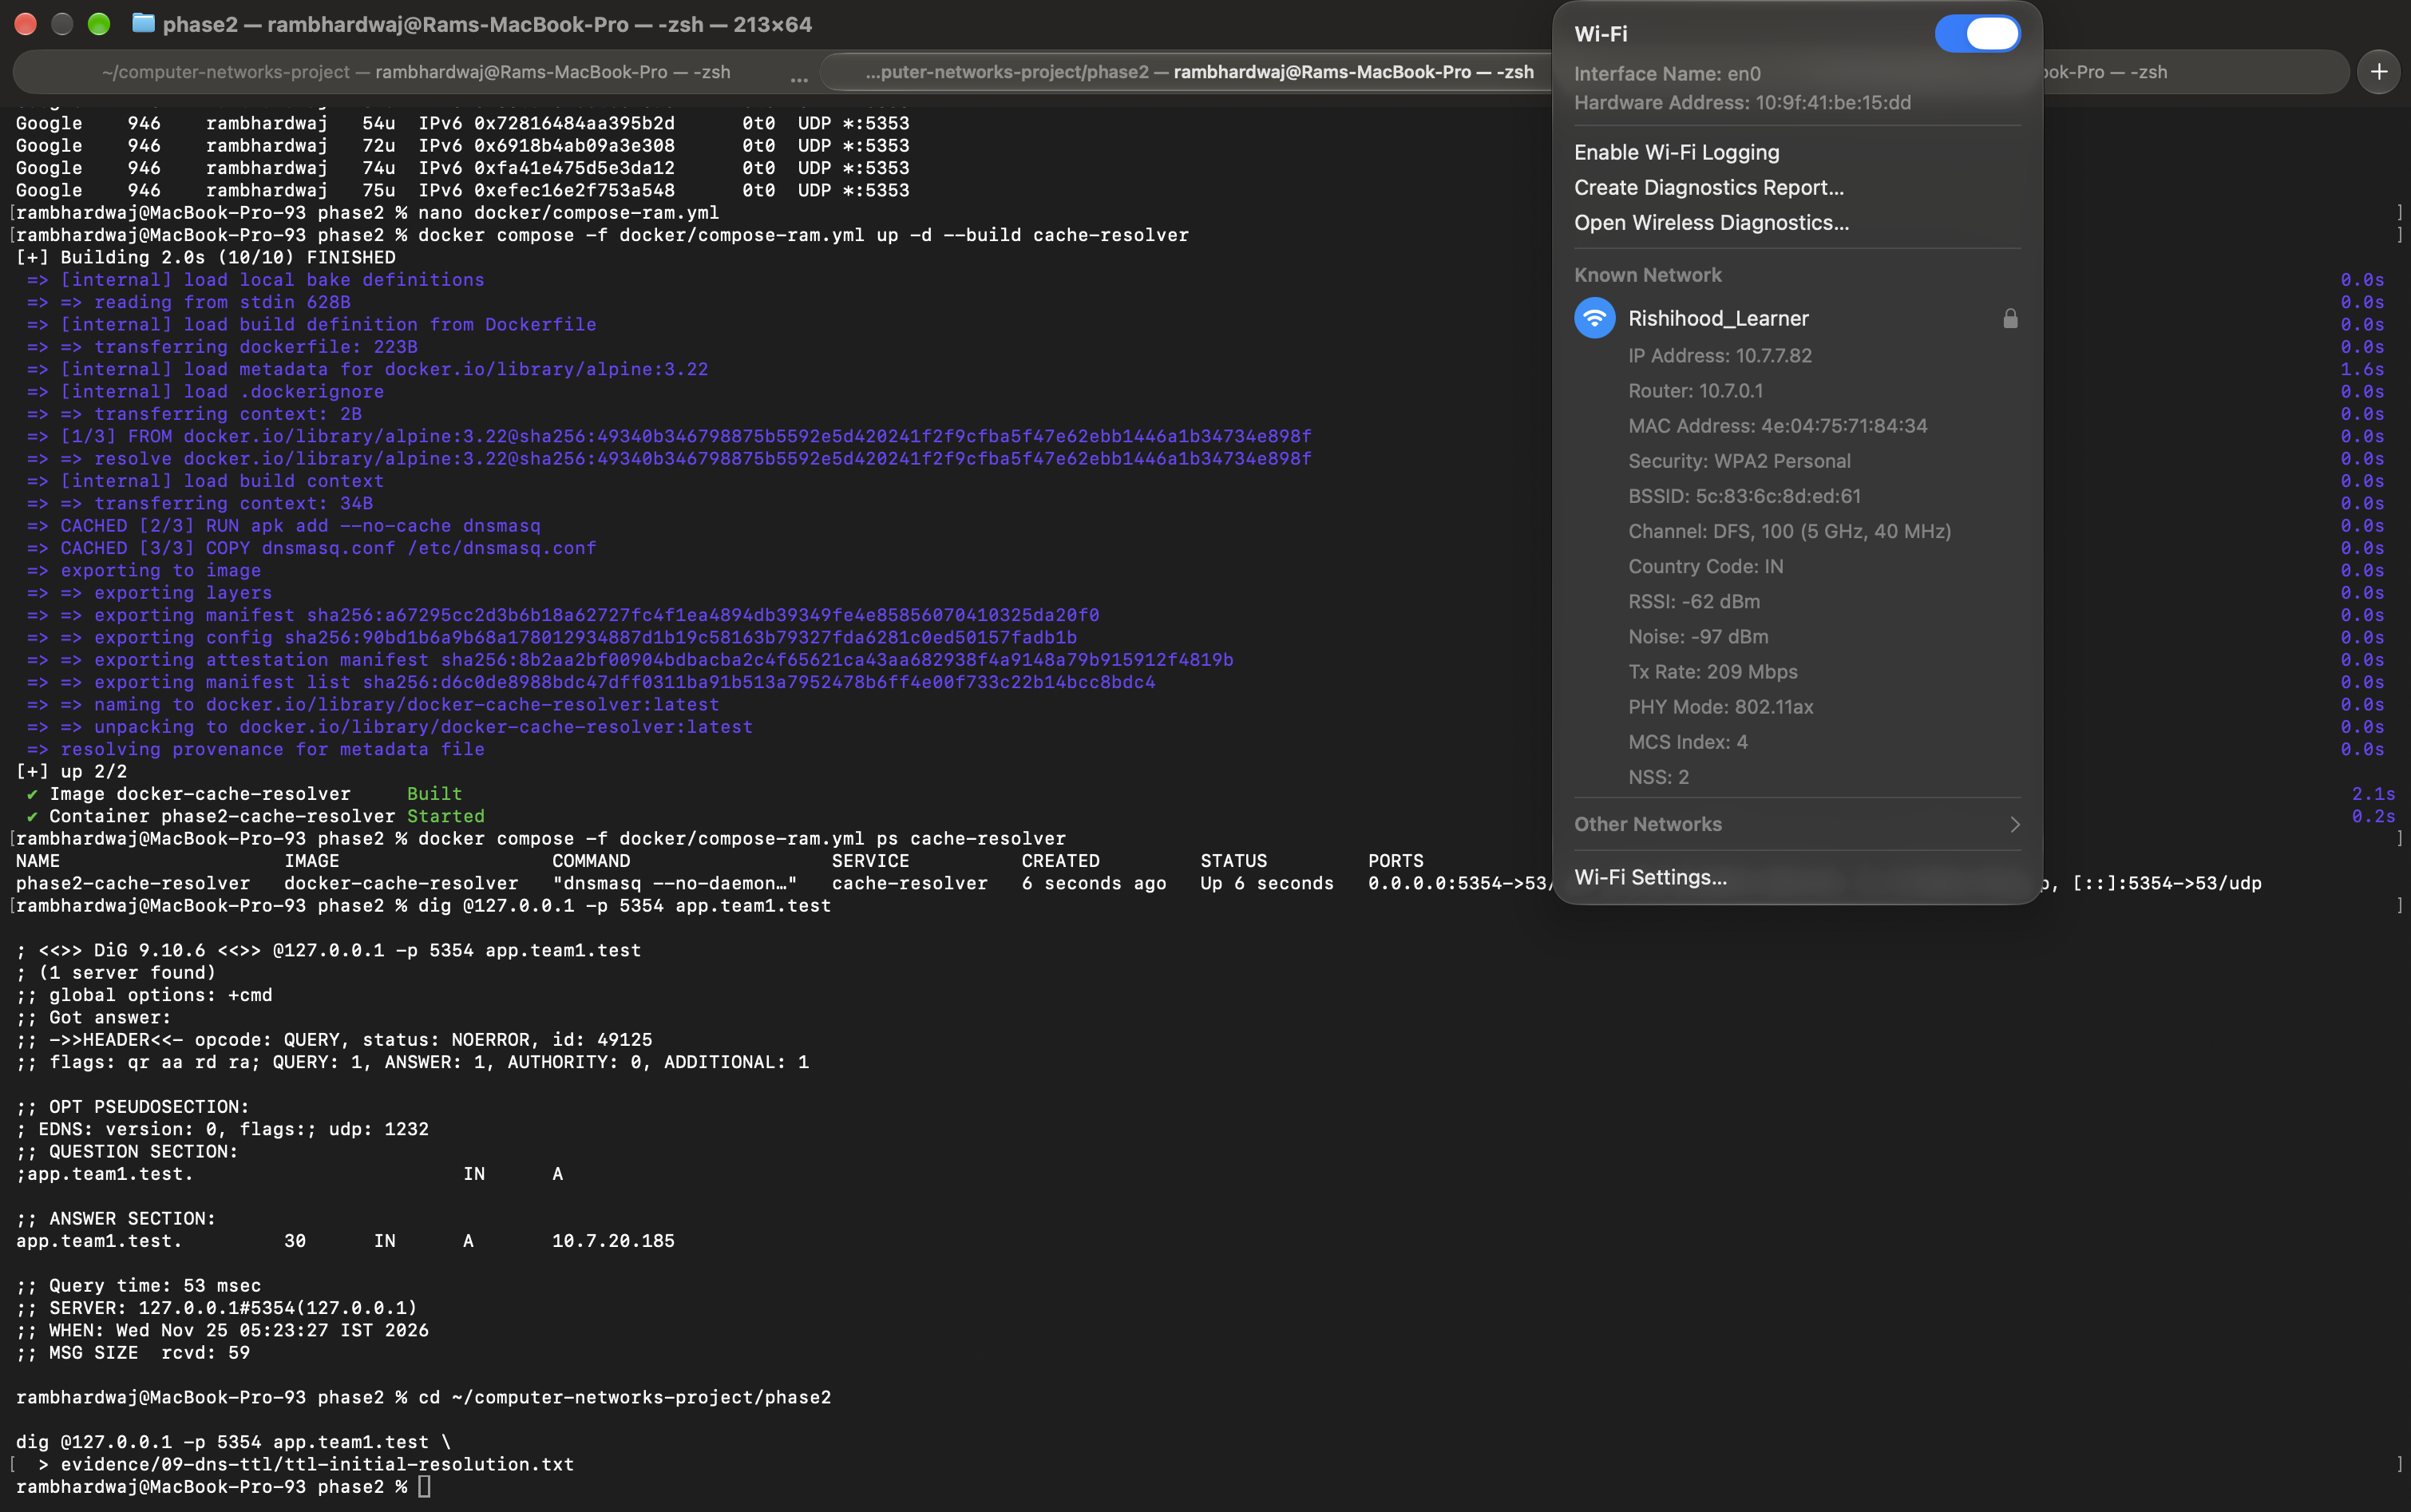 phase2 — rambhardwaj@Rams-MacBook-Pro — -zsh — 213×64
~/computer-networks-project — rambhardwaj@Rams-MacBook-Pro — -zsh
...
...puter-networks-project/phase2 — rambhardwaj@Rams-MacBook-Pro — -zsh
ook-Pro — -zsh
+
Google    946    rambhardwaj   54u  IPv6 0x72816484aa395b2d      0t0  UDP *:5353
Google    946    rambhardwaj   72u  IPv6 0x6918b4ab09a3e308      0t0  UDP *:5353
Google    946    rambhardwaj   74u  IPv6 0xfa41e475d5e3da12      0t0  UDP *:5353
Google    946    rambhardwaj   75u  IPv6 0xefec16e2f753a548      0t0  UDP *:5353
[rambhardwaj@MacBook-Pro-93 phase2 % nano docker/compose-ram.yml ]
[rambhardwaj@MacBook-Pro-93 phase2 % docker compose -f docker/compose-ram.yml up -d --build cache-resolver ]
[+] Building 2.0s (10/10) FINISHED
=> [internal] load local bake definitions 0.0s
=> => reading from stdin 628B 0.0s
=> [internal] load build definition from Dockerfile 0.0s
=> => transferring dockerfile: 223B 0.0s
=> [internal] load metadata for docker.io/library/alpine:3.22 1.6s
=> [internal] load .dockerignore 0.0s
=> => transferring context: 2B 0.0s
=> [1/3] FROM docker.io/library/alpine:3.22@sha256:49340b346798875b5592e5d420241f2f9cfba5f47e62ebb1446a1b34734e898f 0.0s
=> => resolve docker.io/library/alpine:3.22@sha256:49340b346798875b5592e5d420241f2f9cfba5f47e62ebb1446a1b34734e898f 0.0s
=> [internal] load build context 0.0s
=> => transferring context: 34B 0.0s
=> CACHED [2/3] RUN apk add --no-cache dnsmasq 0.0s
=> CACHED [3/3] COPY dnsmasq.conf /etc/dnsmasq.conf 0.0s
=> exporting to image 0.0s
=> => exporting layers 0.0s
=> => exporting manifest sha256:a67295cc2d3b6b18a62727fc4f1ea4894db39349fe4e85856070410325da20f0 0.0s
=> => exporting config sha256:90bd1b6a9b68a178012934887d1b19c58163b79327fda6281c0ed50157fadb1b 0.0s
=> => exporting attestation manifest sha256:8b2aa2bf00904bdbacba2c4f65621ca43aa682938f4a9148a79b915912f4819b 0.0s
=> => exporting manifest list sha256:d6c0de8988bdc47dff0311ba91b513a7952478b6ff4e00f733c22b14bcc8bdc4 0.0s
=> => naming to docker.io/library/docker-cache-resolver:latest 0.0s
=> => unpacking to docker.io/library/docker-cache-resolver:latest 0.0s
=> resolving provenance for metadata file 0.0s
[+] up 2/2
✔ Image docker-cache-resolver     Built 2.1s
✔ Container phase2-cache-resolver Started 0.2s
[rambhardwaj@MacBook-Pro-93 phase2 % docker compose -f docker/compose-ram.yml ps cache-resolver ]
NAME                    IMAGE                   COMMAND                  SERVICE          CREATED         STATUS         PORTS
phase2-cache-resolver   docker-cache-resolver   "dnsmasq --no-daemon…"   cache-resolver   6 seconds ago   Up 6 seconds   0.0.0.0:5354->53/ p, [::]:5354->53/udp
[rambhardwaj@MacBook-Pro-93 phase2 % dig @127.0.0.1 -p 5354 app.team1.test ]
; <<>> DiG 9.10.6 <<>> @127.0.0.1 -p 5354 app.team1.test
; (1 server found)
;; global options: +cmd
;; Got answer:
;; ->>HEADER<<- opcode: QUERY, status: NOERROR, id: 49125
;; flags: qr aa rd ra; QUERY: 1, ANSWER: 1, AUTHORITY: 0, ADDITIONAL: 1
;; OPT PSEUDOSECTION:
; EDNS: version: 0, flags:; udp: 1232
;; QUESTION SECTION:
;app.team1.test.                        IN      A
;; ANSWER SECTION:
app.team1.test.         30      IN      A       10.7.20.185
;; Query time: 53 msec
;; SERVER: 127.0.0.1#5354(127.0.0.1)
;; WHEN: Wed Nov 25 05:23:27 IST 2026
;; MSG SIZE  rcvd: 59
rambhardwaj@MacBook-Pro-93 phase2 % cd ~/computer-networks-project/phase2
dig @127.0.0.1 -p 5354 app.team1.test \
[  > evidence/09-dns-ttl/ttl-initial-resolution.txt ]
rambhardwaj@MacBook-Pro-93 phase2 %
Wi-Fi
Interface Name: en0
Hardware Address: 10:9f:41:be:15:dd
Enable Wi-Fi Logging
Create Diagnostics Report...
Open Wireless Diagnostics...
Known Network
Rishihood_Learner
IP Address: 10.7.7.82
Router: 10.7.0.1
MAC Address: 4e:04:75:71:84:34
Security: WPA2 Personal
BSSID: 5c:83:6c:8d:ed:61
Channel: DFS, 100 (5 GHz, 40 MHz)
Country Code: IN
RSSI: -62 dBm
Noise: -97 dBm
Tx Rate: 209 Mbps
PHY Mode: 802.11ax
MCS Index: 4
NSS: 2
Other Networks
Wi-Fi Settings...